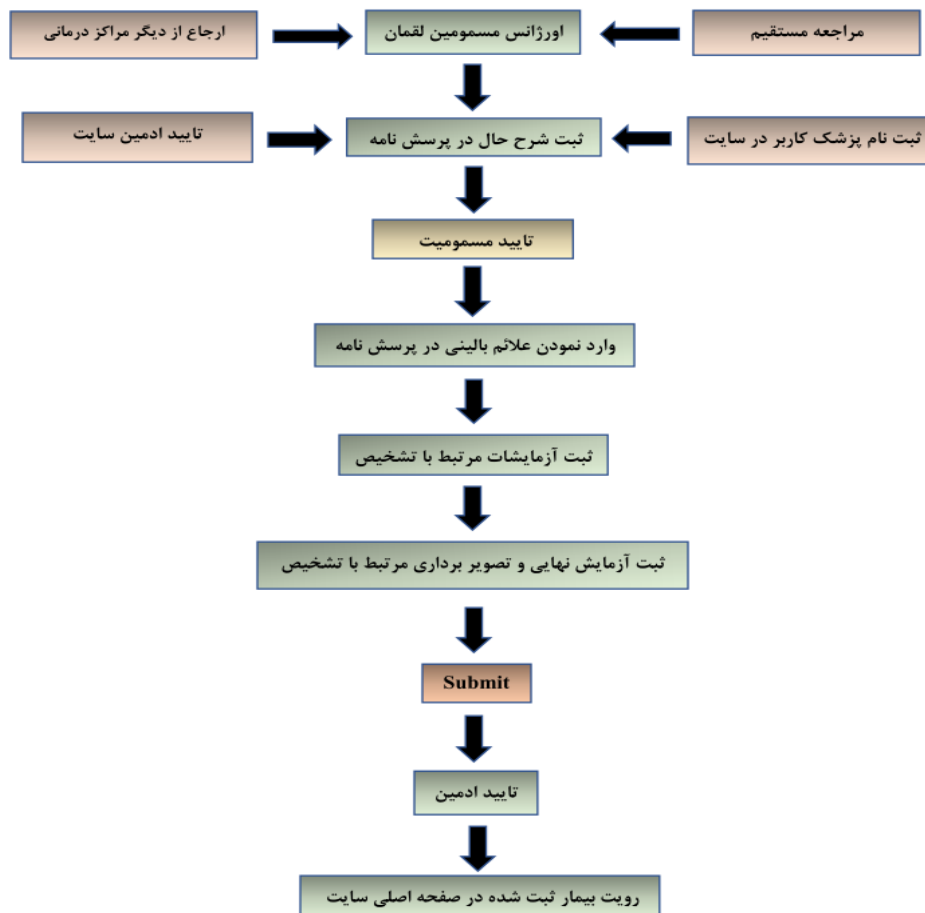 مراجعه مستقیم
اورژانس مسمومین لقمان
ارجاع از دیگر مراکز درمانی
ثبت نام پزشک کاربر در سایت
ثبت شرح حال در پرسش نامه
تایید ادمین سایت
تایید مسمومیت
وارد نمودن علائم بالینی در پرسش نامه
ثبت آزمایشات مرتبط با تشخیص
ثبت آزمایش نهایی و تصویر برداری مرتبط با تشخیص
Submit
تایید ادمین
رویت بیمار ثبت شده در صفحه اصلی سایت